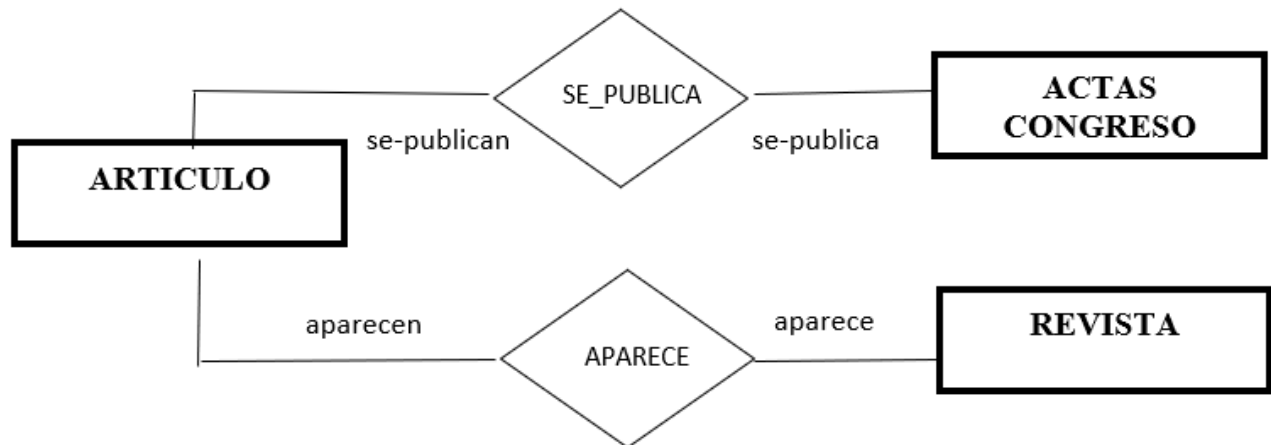 SE_PUBLICA
ACTAS
CONGRESO
se-publican
se-publica
ARTICULO
aparecen
aparece
REVISTA
APARECE